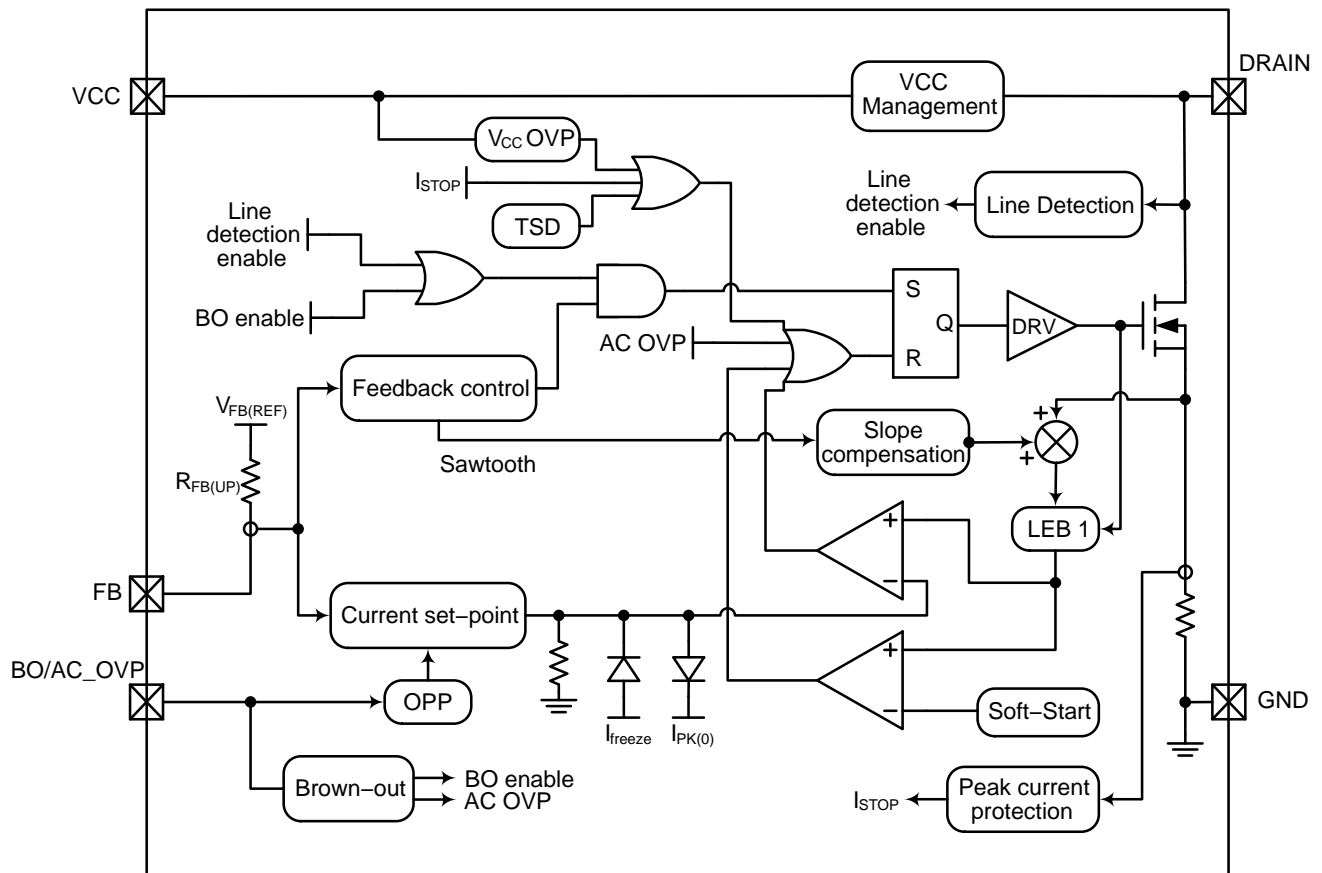 DRAIN
VCC
VCC
Management
VCC OVP
ISTOP
TSD
Line
detection
enable
Line Detection
Line
detection
enable
BO enable
AC OVP
S
R
Q
DRV
Feedback control
VFB(REF)
RFB(UP)
Sawtooth
Slope
compensation
+
+
LEB 1
+
−
FB
Current set−point
BO/AC_OVP
OPP
Ifreeze
IPK(0)
+
−
Soft−Start
GND
Brown−out
BO enable
AC OVP
ISTOP
Peak current
protection